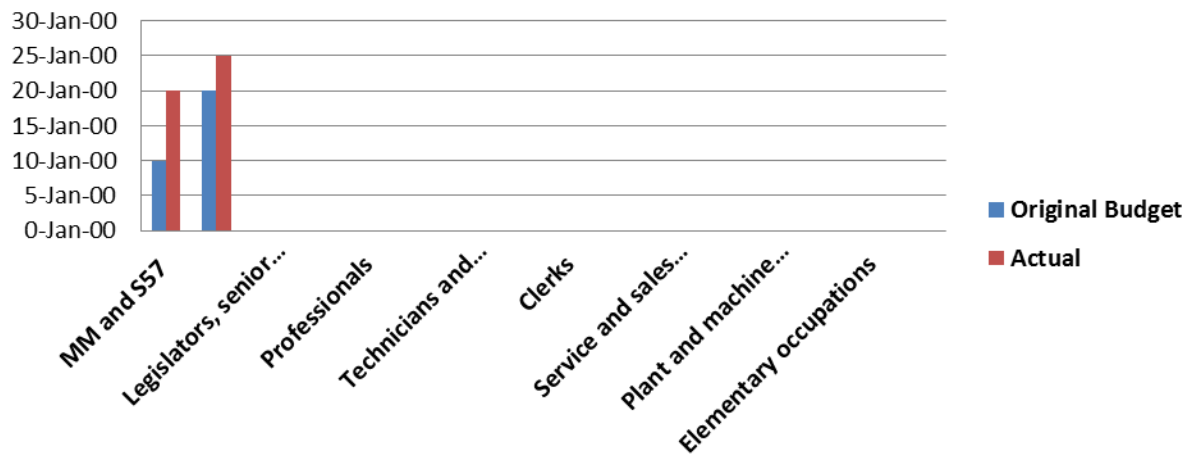 30-Jan-00
25-Jan-00
20-Jan-00
15-Jan-00
10-Jan-00
5-Jan-00
0-Jan-00
MM and S57
Legislators, senior...
Professionals
Technicians and...
Clerks
Service and sales...
Plant and machine...
Elementary occupations
Original Budget
Actual